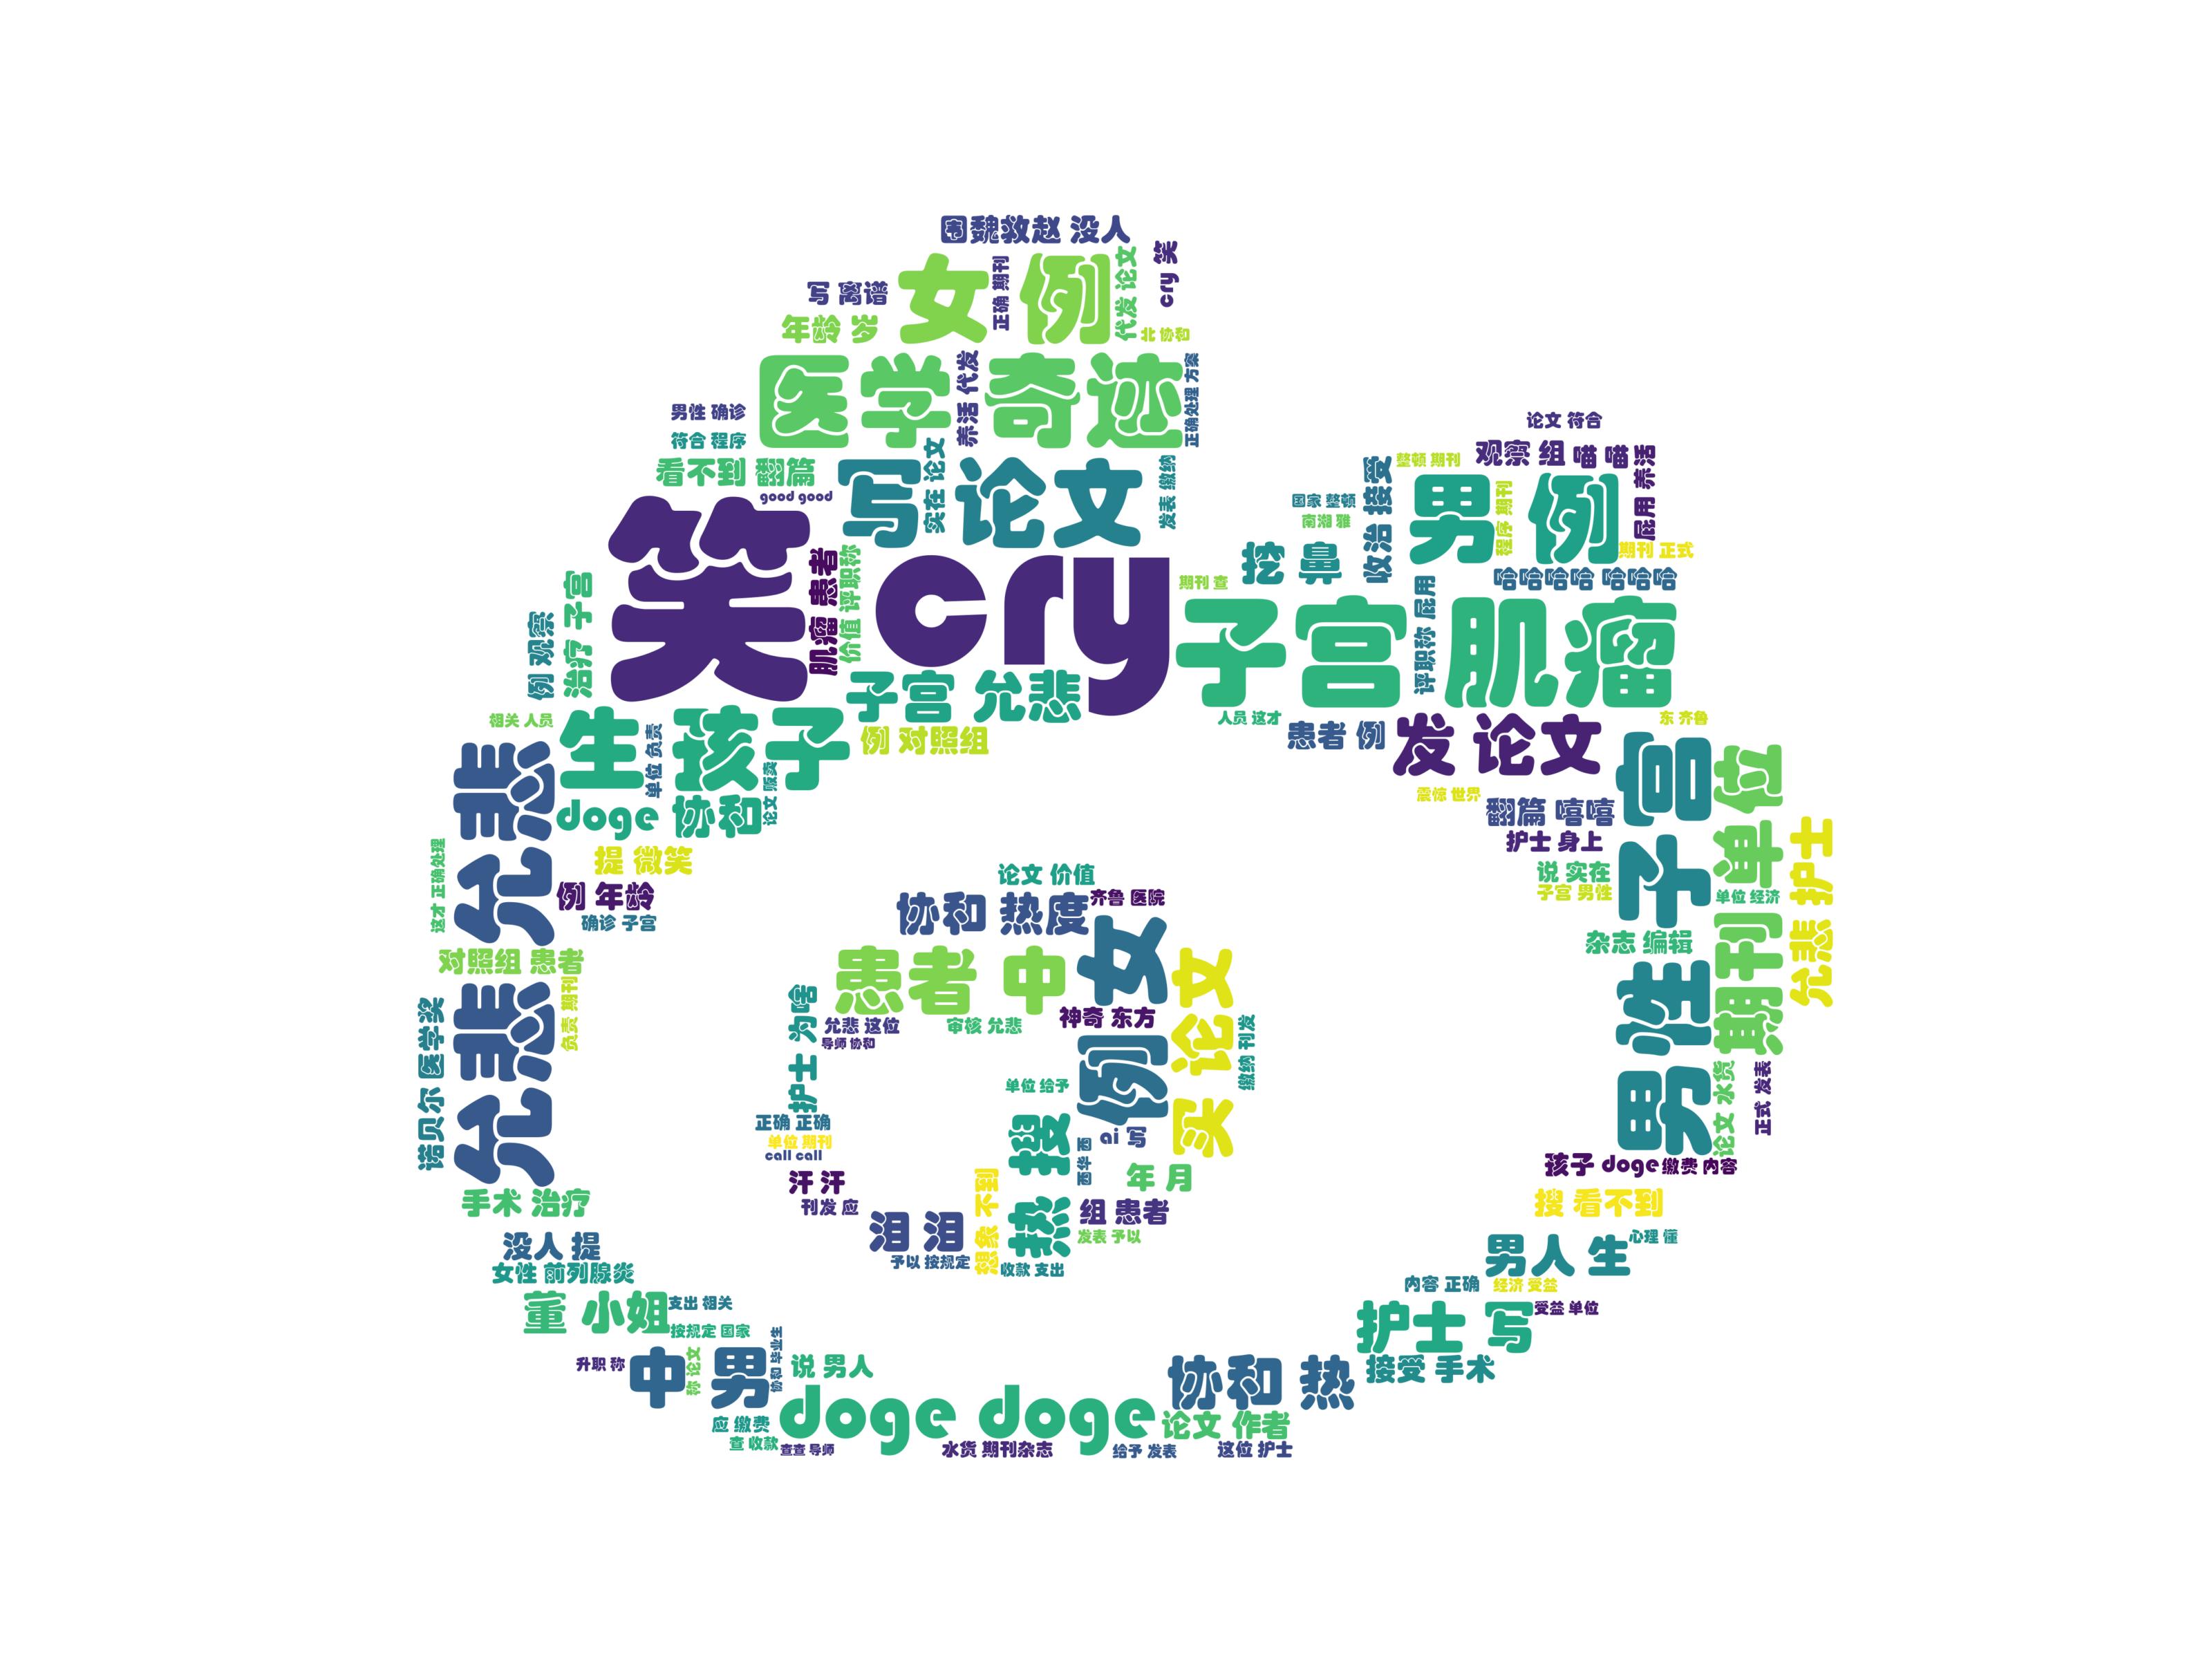 围魏救赵 没人
cry 笑
写 离谱
女 例
正确 期刊
代发 论文
年龄 岁
北 协和
医学 奇迹
养活 代发
正确处理 方案
男性 确诊
符合 程序
看不到 翻篇
good good
写 论文
实在 论文
发表 缴纳
笑 cry
肌瘤 患者
价值 评职称
子宫 允悲
例 对照组
治疗 子宫
例 观察
相关 人员
生 孩子
单位 负责
论文 贩卖
doge 协和
允悲 允悲
提 微笑
例 年龄
确诊 子宫
这才 正确处理
对照组 患者
负责 期刊
诺贝尔 医学奖
手术 治疗
没人 提
女性 前列腺炎
董 小姐
支出 相关
按规定 国家
升职 称
中 男
称 论文
协和 毕业生
说 男人
应 缴费
查 收款
查查 导师
doge doge
水货 期刊杂志
给予 发表
论文 作者
这位 护士
协和 热
接受 手术
护士 写
受益 单位
经济 受益
内容 正确
男人 生
心理 懂
搜 看不到
孩子 doge
缴费 内容
论文 符合
观察 组
喵 喵
屁用 养活
整顿 期刊
收治 接受
国家 整顿
南湘 雅
男 例
程序 期刊
期刊 正式
挖 鼻
哈哈哈哈 哈哈哈
期刊 查
子宫 肌瘤
评职称 屁用
人员 这才
患者 例
发 论文
东 齐鲁
震惊 世界
翻篇 嘻嘻
护士 身上
说 实在
子宫 男性
杂志 编辑
男性 子宫
单位 经济
期刊 单位
允悲 护士
论文 水货
正式 发表
论文 价值
协和 热度
齐鲁 医院
患者 中
女 例
买 论文
神奇 东方
允悲 这位
审核 允悲
导师 协和
护士 为啥
缴纳 刊发
单位 给予
正确 正确
单位 期刊
call call
ai 写
西华 西
热 搜
年 月
汗 汗
刊发 应
泪 泪
想象 不到
组 患者
发表 予以
予以 按规定
收款 支出